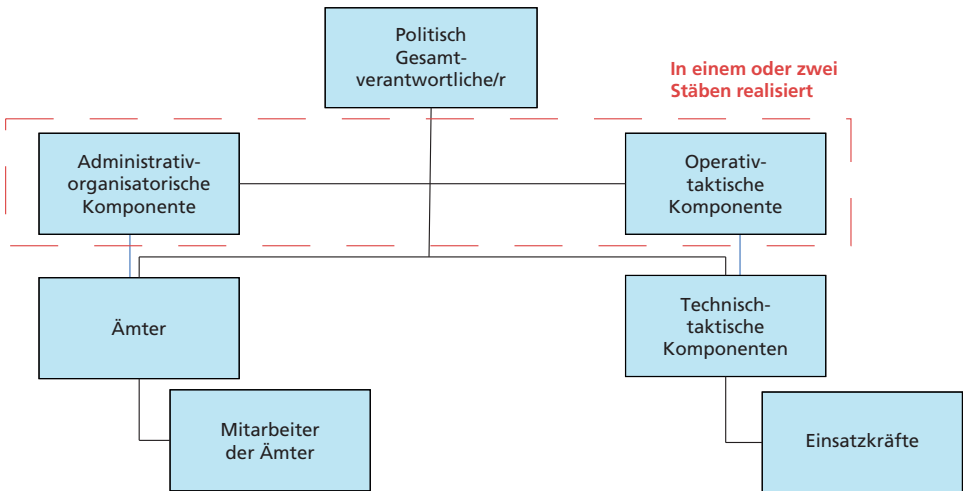 Politisch
Gesamt-
verantwortliche/r
In einem oder zwei
Stäben realisiert
Administrativ-
organisatorische
Komponente
Operativ-
taktische
Komponente
Ämter
Technisch-
taktische
Komponenten
Mitarbeiter
der Ämter
Einsatzkräfte